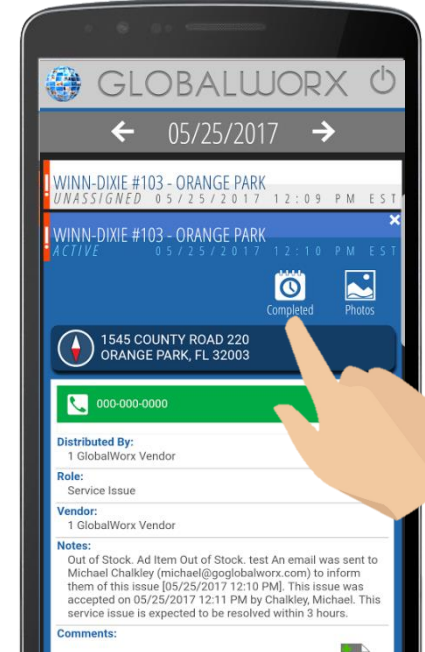 GLOBALWORX
05/25/2017
WINN-DIXIE #103 - ORANGE PARK
UNASSIGNED 05/25/2017 12:09 PM EST
WINN-DIXIE #103 - ORANGE PARK
ACTIVE 05/25/2017 12:10 PM EST
Completed Photos
1545 COUNTY ROAD 220
ORANGE PARK, FL 32003
000-000-0000
Distributed By:
1 GlobalWorx Vendor
Role:
Service Issue
Vendor:
1 GlobalWorx Vendor
Notes:
Out of Stock. Ad Item Out of Stock. test An email was sent to
Michael Chalkley (michael@goglobalworx.com) to inform
them of this issue [05/25/2017 12:10 PM]. This issue was
accepted on 05/25/2017 12:11 PM by Chalkley, Michael. This
service issue is expected to be resolved within 3 hours.
Comments: